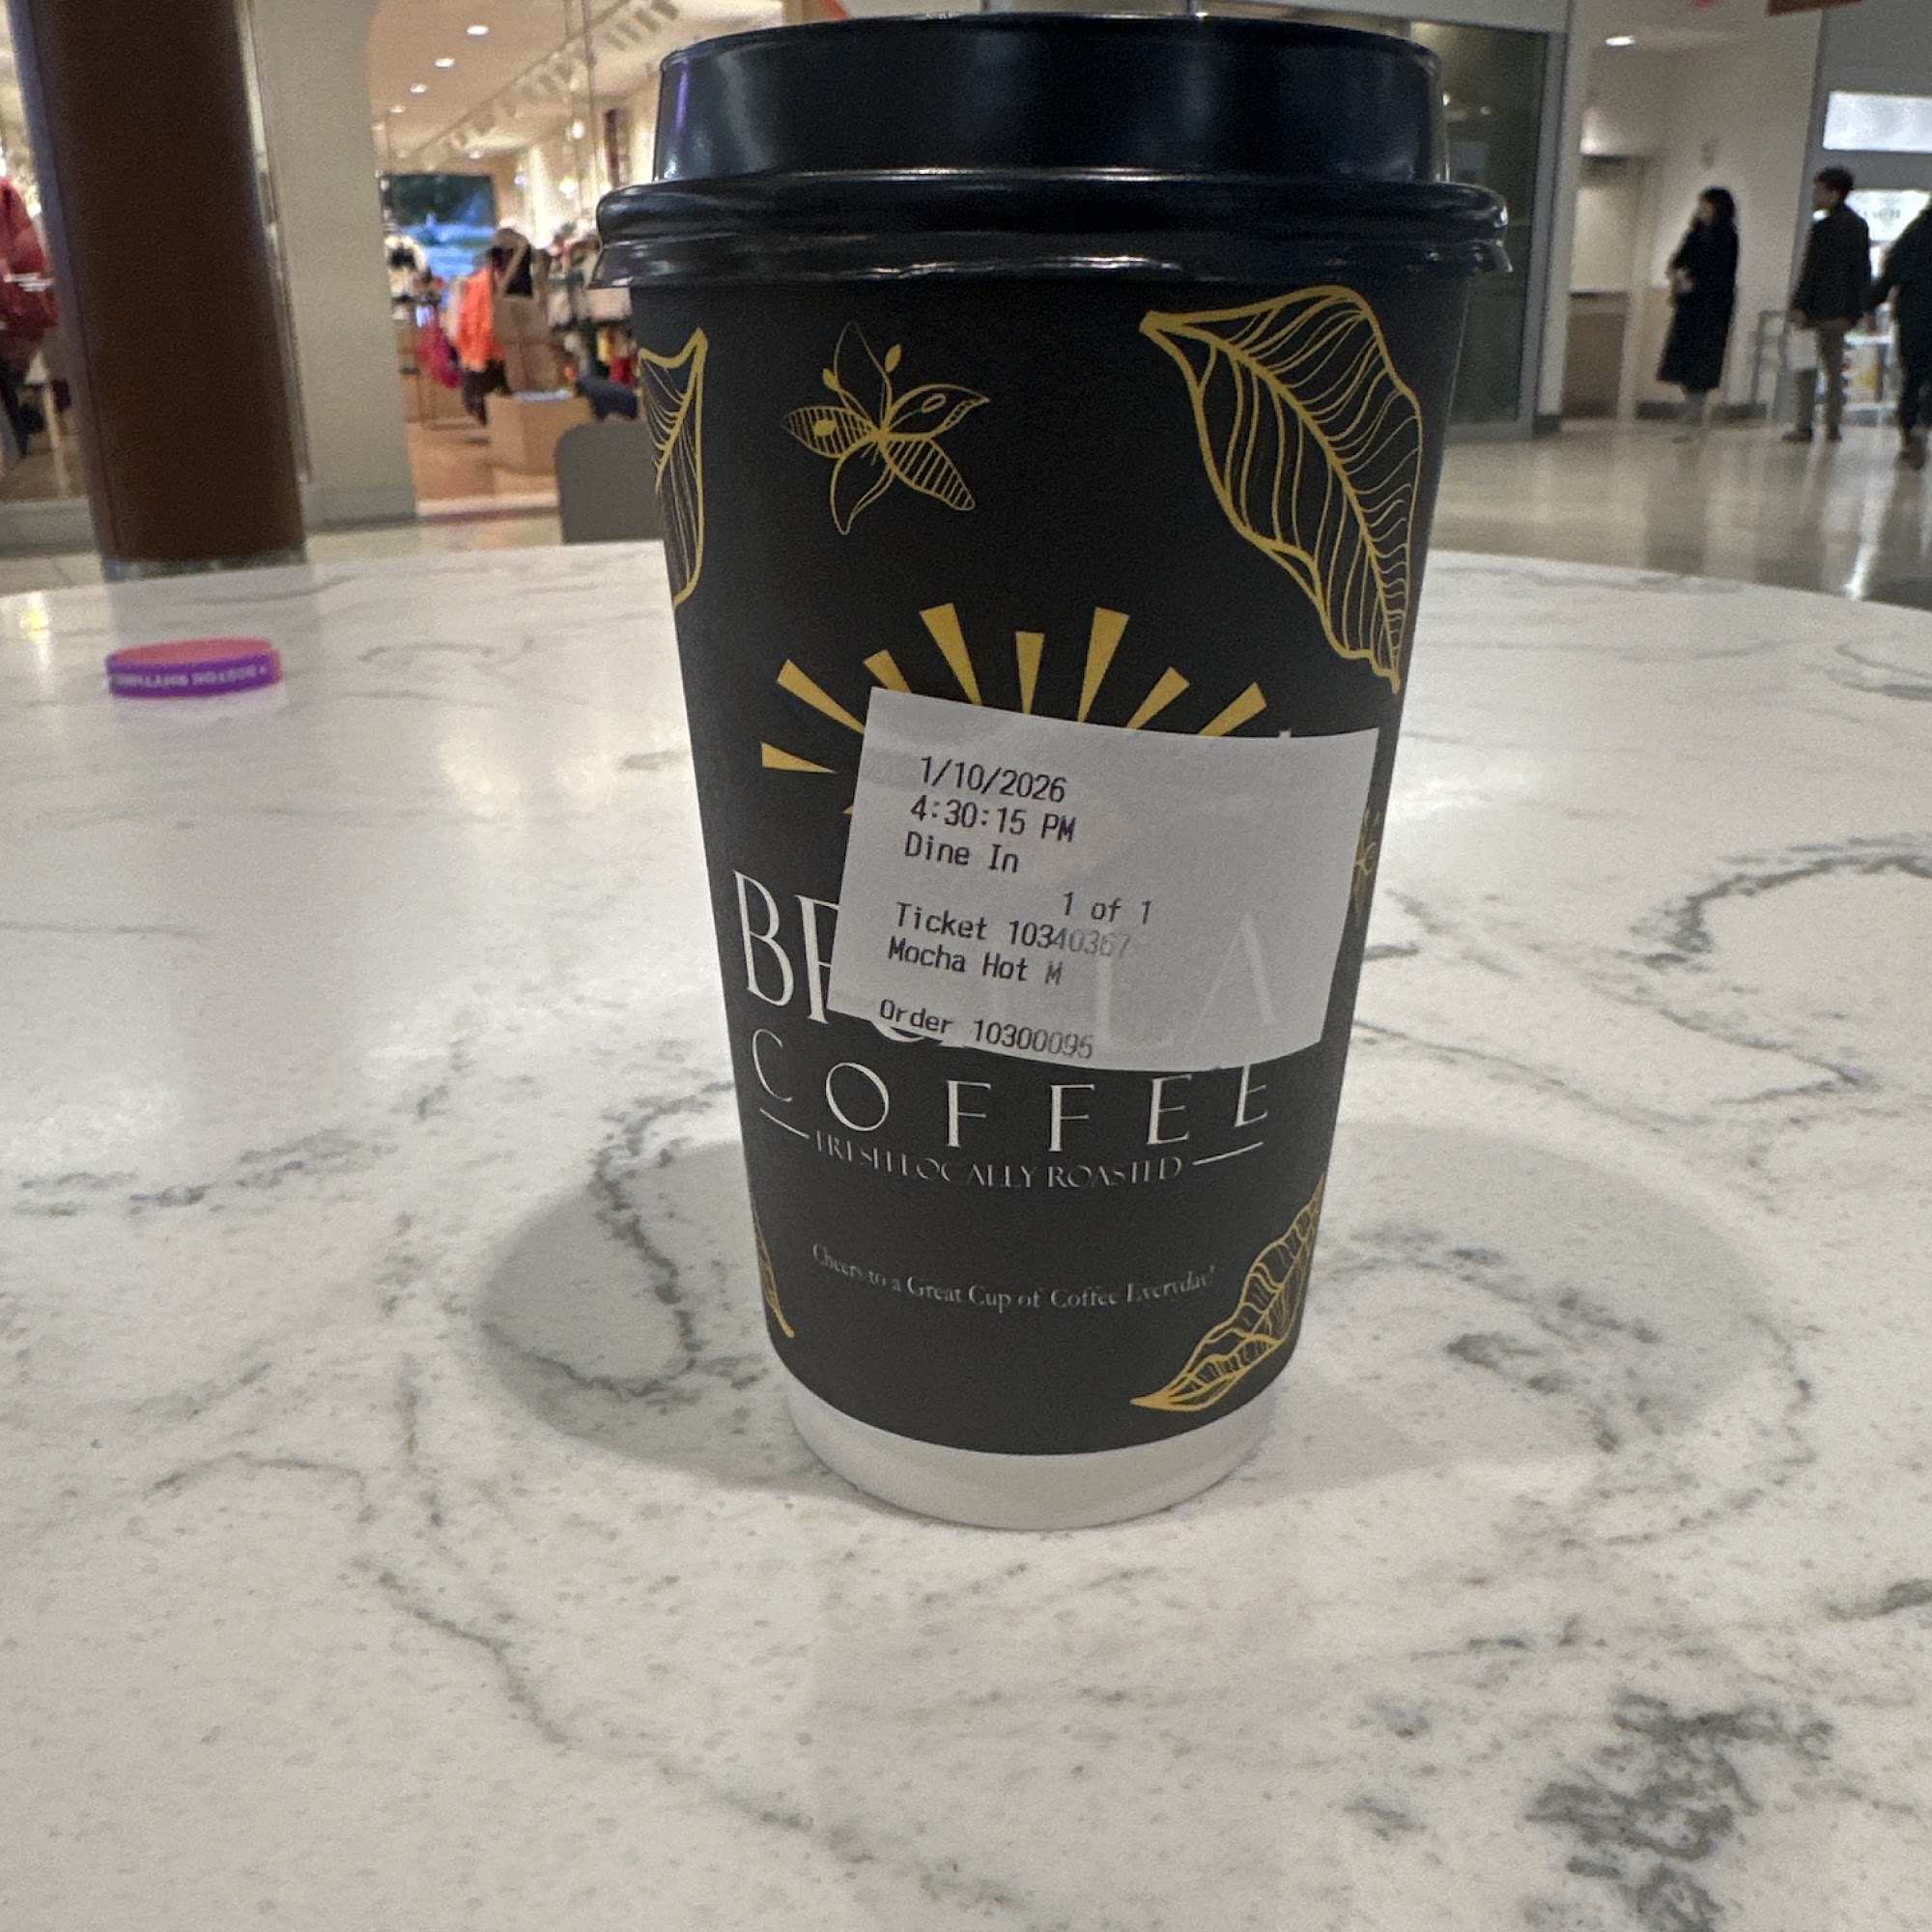 1/10/2026
4:30:15 PM
Dine In
1 of 1
Ticket 10340367
Mocha Hot M
Order 10300095
COFFEE
FRESH LOCALLY ROASTED
Cheers to a Great Cup of Coffee Everyday!